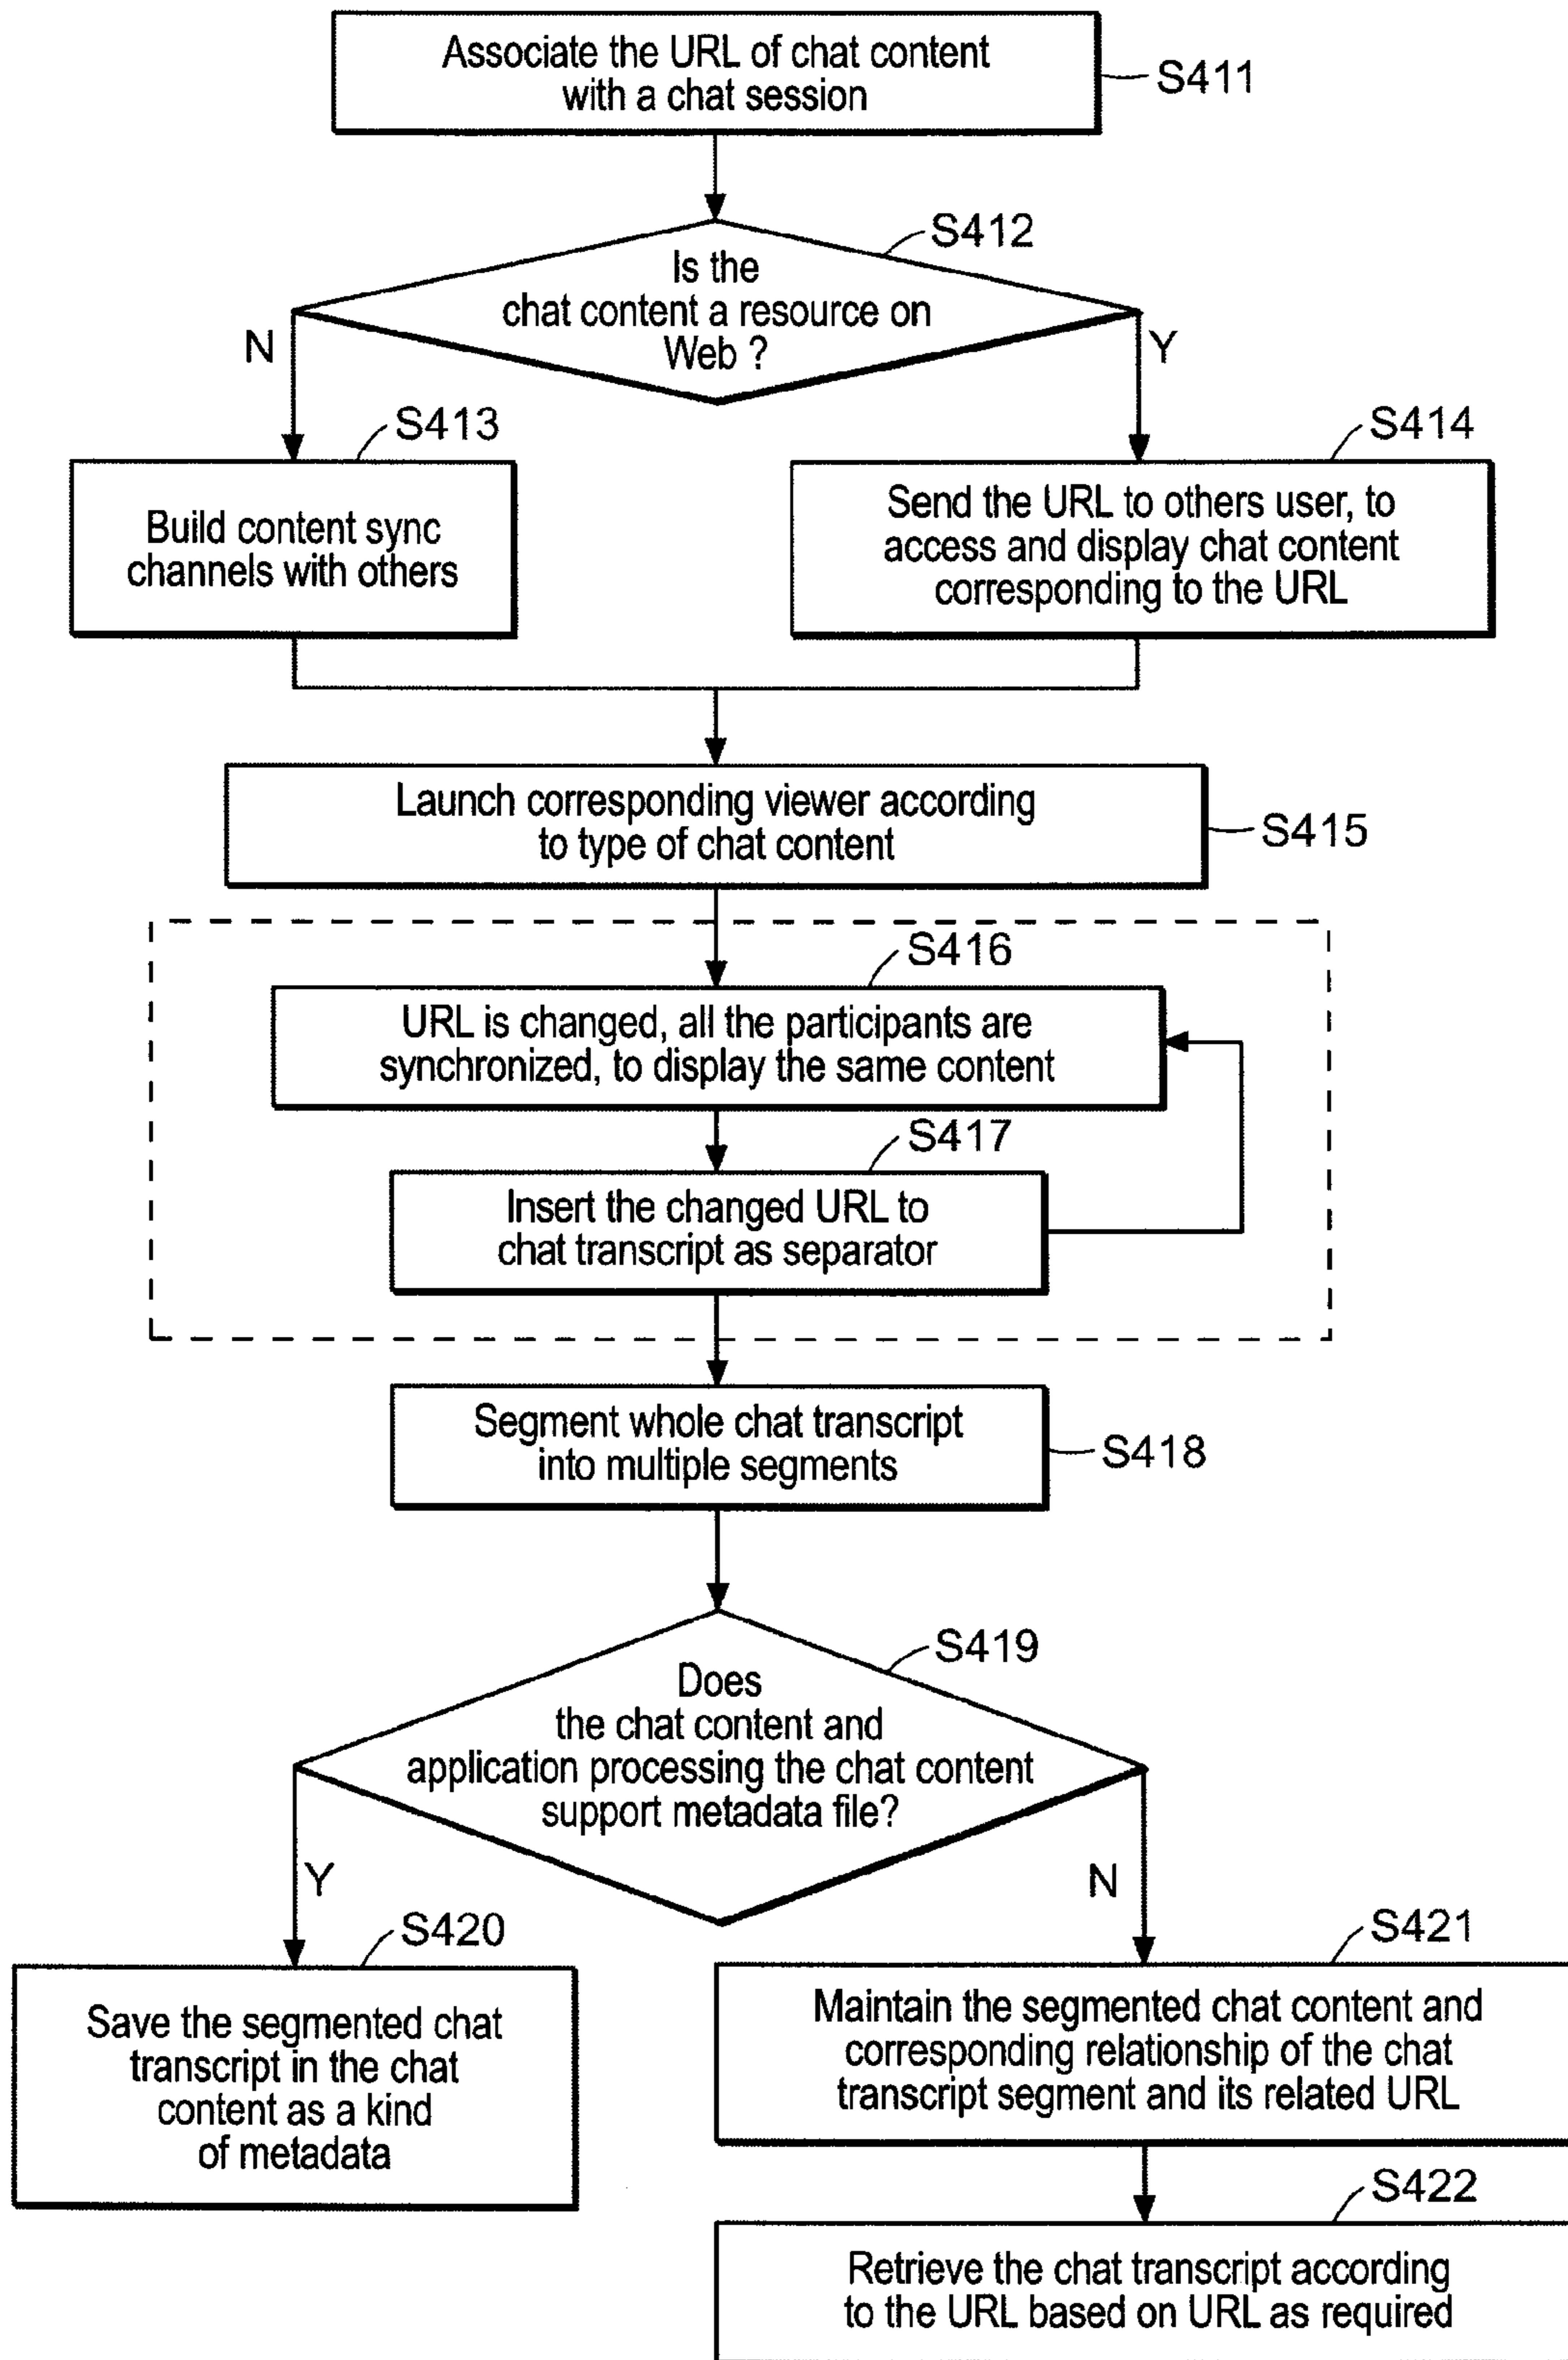 Associate the URL of chat content
with a chat session
S411
S412
Is the
chat content a resource on
Web ?
N
Y
S413
S414
Build content sync
channels with others
Send the URL to others user, to
access and display chat content
corresponding to the URL
Launch corresponding viewer according
to type of chat content
S415
S416
URL is changed, all the participants are
synchronized, to display the same content
S417
Insert the changed URL to
chat transcript as separator
Segment whole chat transcript
into multiple segments
S418
S419
Does
the chat content and
application processing the chat content
support metadata file?
Y
N
S420
S421
Save the segmented chat
transcript in the chat
content as a kind
of metadata
Maintain the segmented chat content and
corresponding relationship of the chat
transcript segment and its related URL
S422
Retrieve the chat transcript according
to the URL based on URL as required